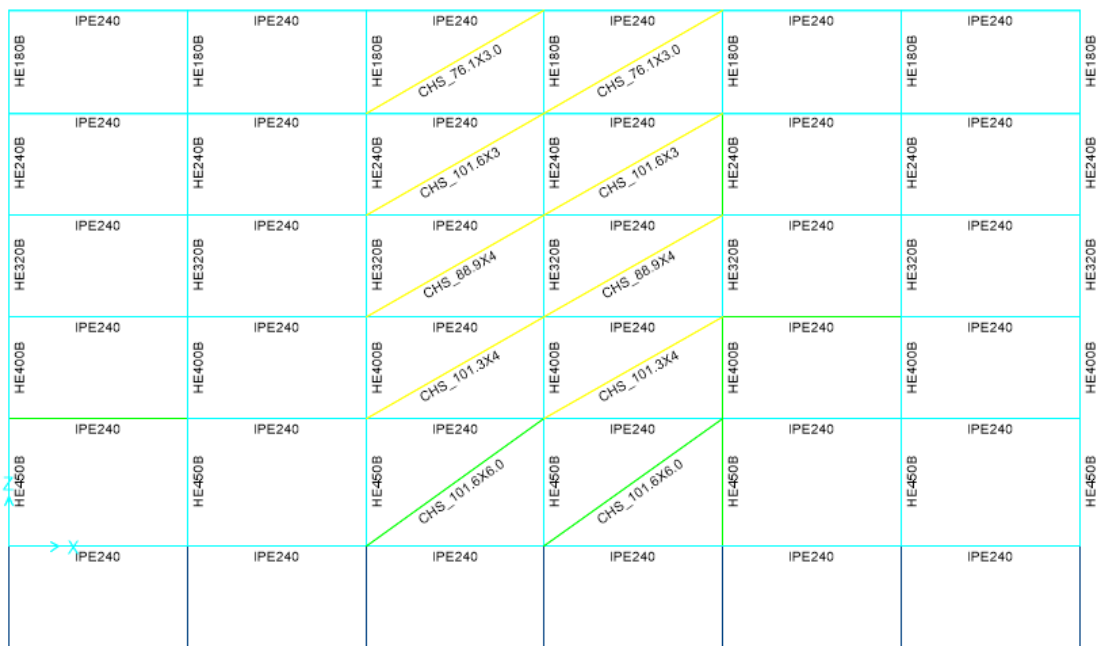 IPE240 IPE240 IPE240 IPE240 IPE240 IPE240
HE180B HE180B HE180B CHS_76.1X3.0 HE180B CHS_76.1X3.0 HE180B HE180B HE180B
IPE240 IPE240 IPE240 IPE240 IPE240 IPE240
HE240B HE240B HE240B CHS_101.6X3 HE240B CHS_101.6X3 HE240B HE240B HE240B
IPE240 IPE240 IPE240 IPE240 IPE240 IPE240
HE320B HE320B HE320B CHS_88.9X4 HE320B CHS_88.9X4 HE320B HE320B HE320B
IPE240 IPE240 IPE240 IPE240 IPE240 IPE240
HE400B HE400B HE400B CHS_101.3X4 HE400B CHS_101.3X4 HE400B HE400B HE400B
IPE240 IPE240 IPE240 IPE240 IPE240 IPE240
HE450B HE450B HE450B CHS_101.6X6.0 HE450B CHS_101.6X6.0 HE450B HE450B HE450B
Z
X
IPE240 IPE240 IPE240 IPE240 IPE240 IPE240